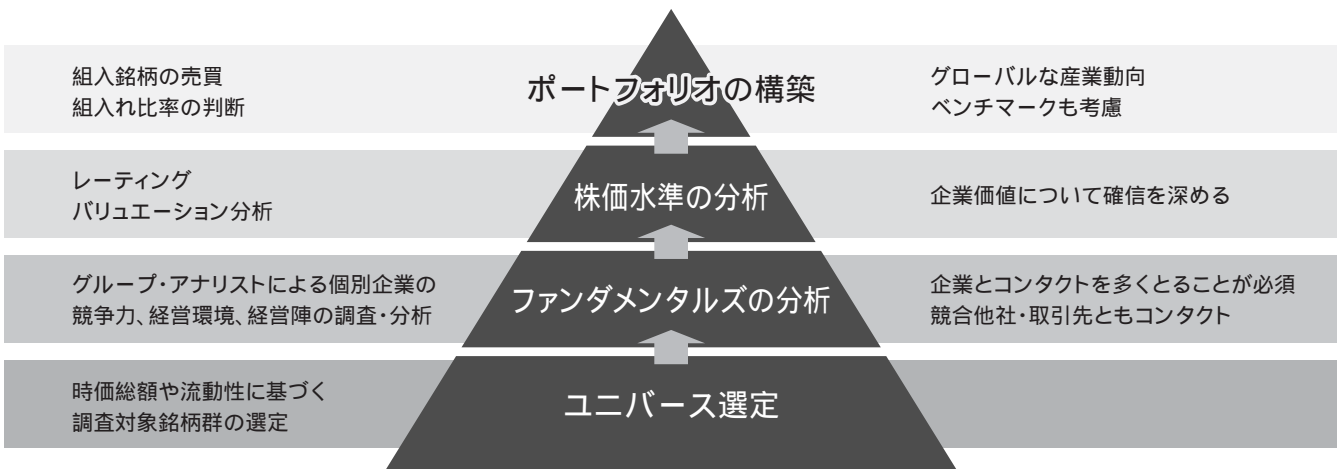 組入銘柄の売買
組入れ比率の判断
ポートフォリオの構築
グローバルな産業動向
ベンチマークも考慮
レーティング
バリュエーション分析
株価水準の分析
企業価値について確信を深める
グループ・アナリストによる個別企業の
競争力、経営環境、経営陣の調査・分析
ファンダメンタルズの分析
企業とコンタクトを多くとることが必須
競合他社・取引先ともコンタクト
時価総額や流動性に基づく
調査対象銘柄群の選定
ユニバース選定